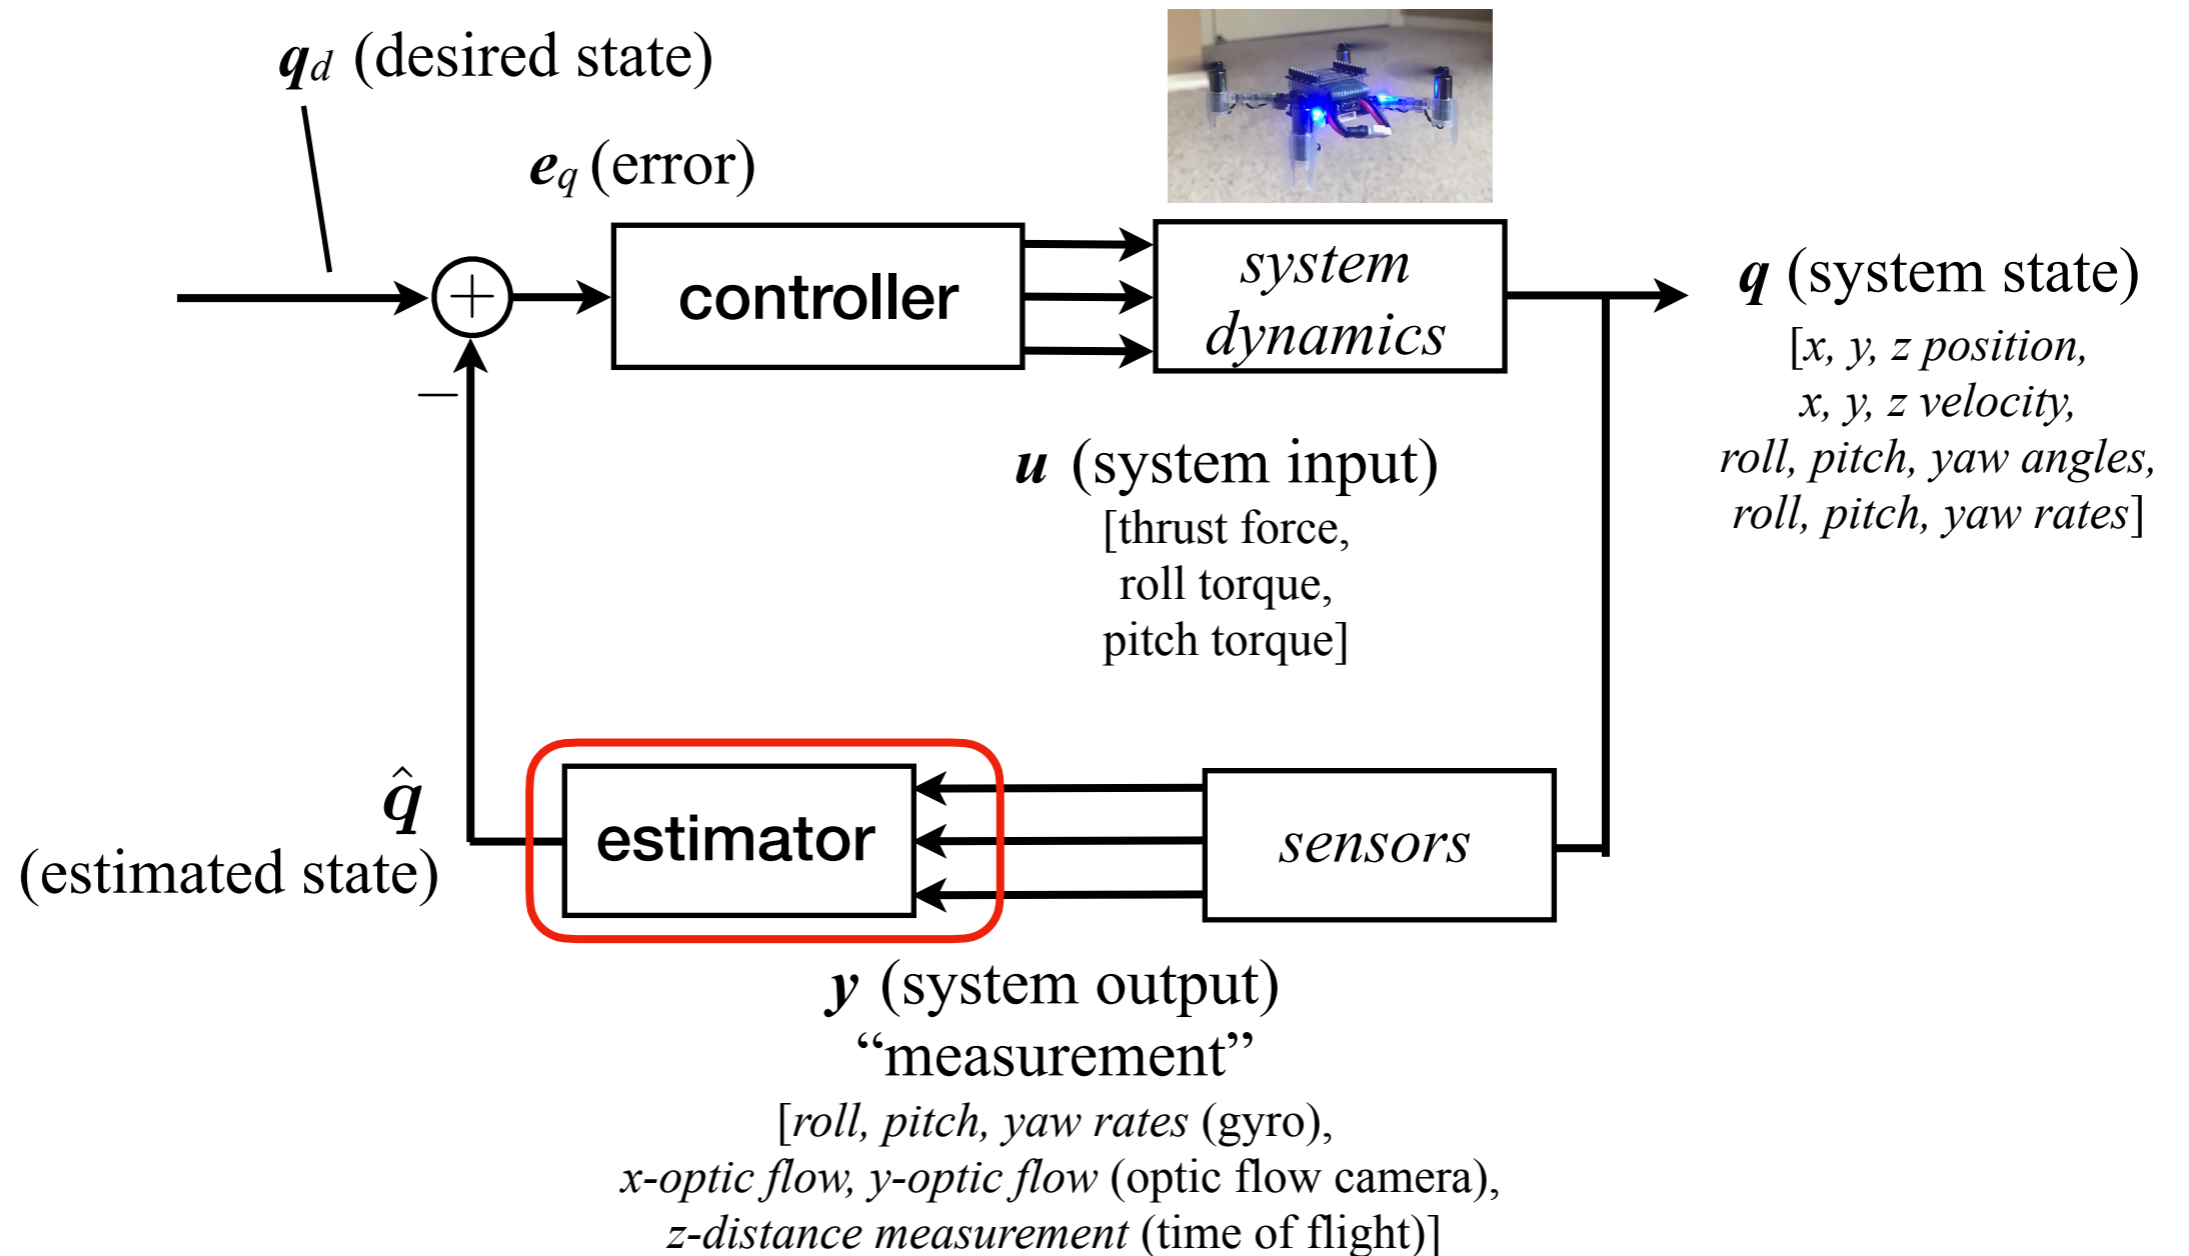 q_d (desired state)
e_q (error)
+
controller
system
dynamics
q (system state)
[x, y, z position,
x, y, z velocity,
roll, pitch, yaw angles,
roll, pitch, yaw rates]
−
u (system input)
[thrust force,
roll torque,
pitch torque]
q̂
(estimated state)
estimator
sensors
y (system output)
“measurement”
[roll, pitch, yaw rates (gyro),
x-optic flow, y-optic flow (optic flow camera),
z-distance measurement (time of flight)]